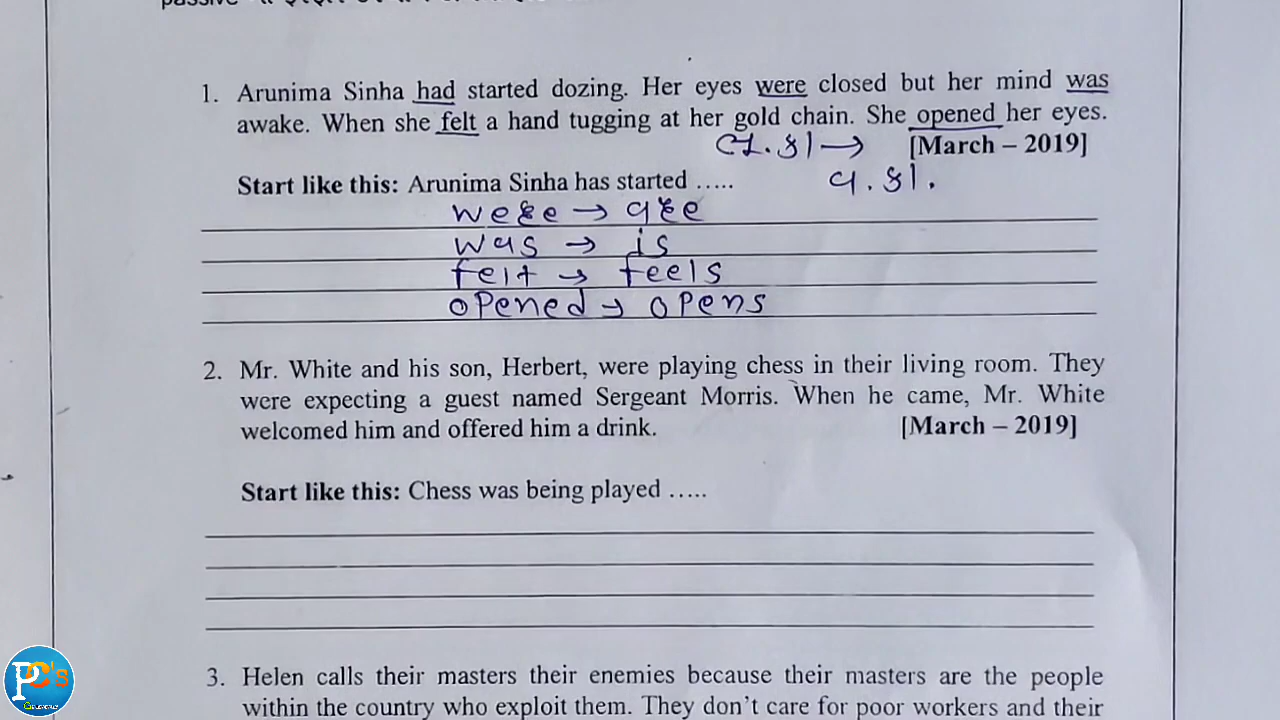 passive
1. Arunima Sinha had started dozing. Her eyes were closed but her mind was
awake. When she felt a hand tugging at her gold chain. She opened her eyes.
ભૂ.કા → [March – 2019]
Start like this: Arunima Sinha has started ….. વ.કા.
were → are
was → is
felt → feels
opened → opens
2. Mr. White and his son, Herbert, were playing chess in their living room. They
were expecting a guest named Sergeant Morris. When he came, Mr. White
welcomed him and offered him a drink. [March – 2019]
Start like this: Chess was being played …..
3. Helen calls their masters their enemies because their masters are the people
within the country who exploit them. They don't care for poor workers and their
PC's